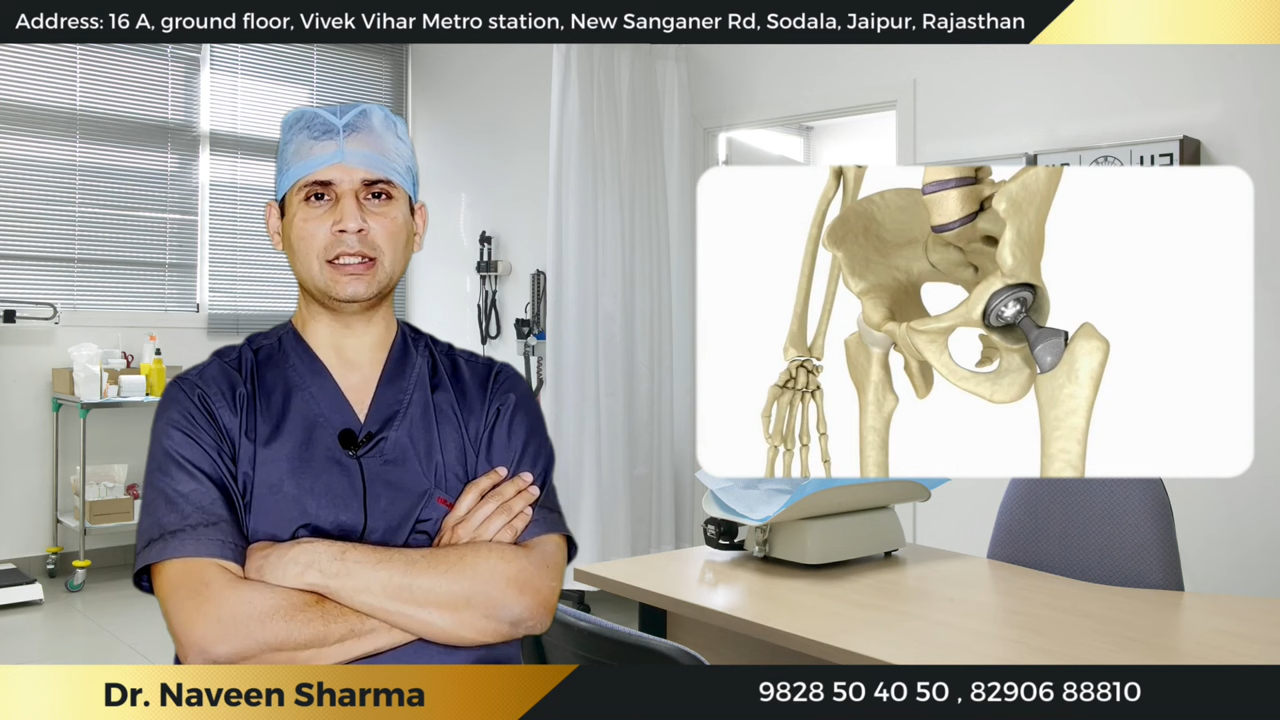 Address: 16 A, ground floor, Vivek Vihar Metro station, New Sanganer Rd, Sodala, Jaipur, Rajasthan
Dr. Naveen Sharma
9828 50 40 50 , 82906 88810